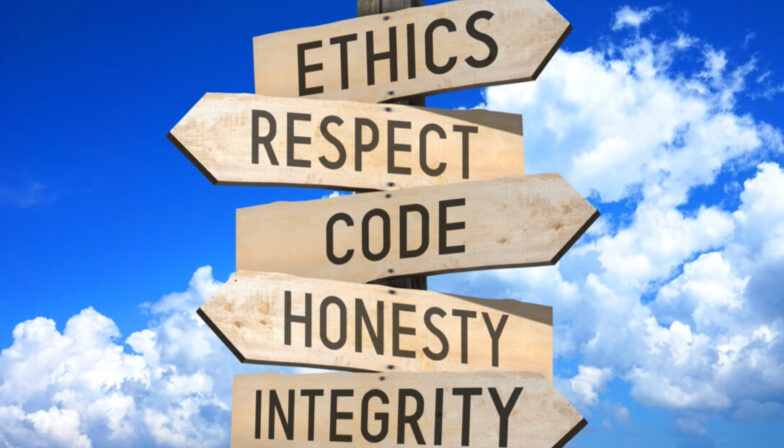 ETHICS
RESPECT
CODE
HONESTY
INTEGRITY